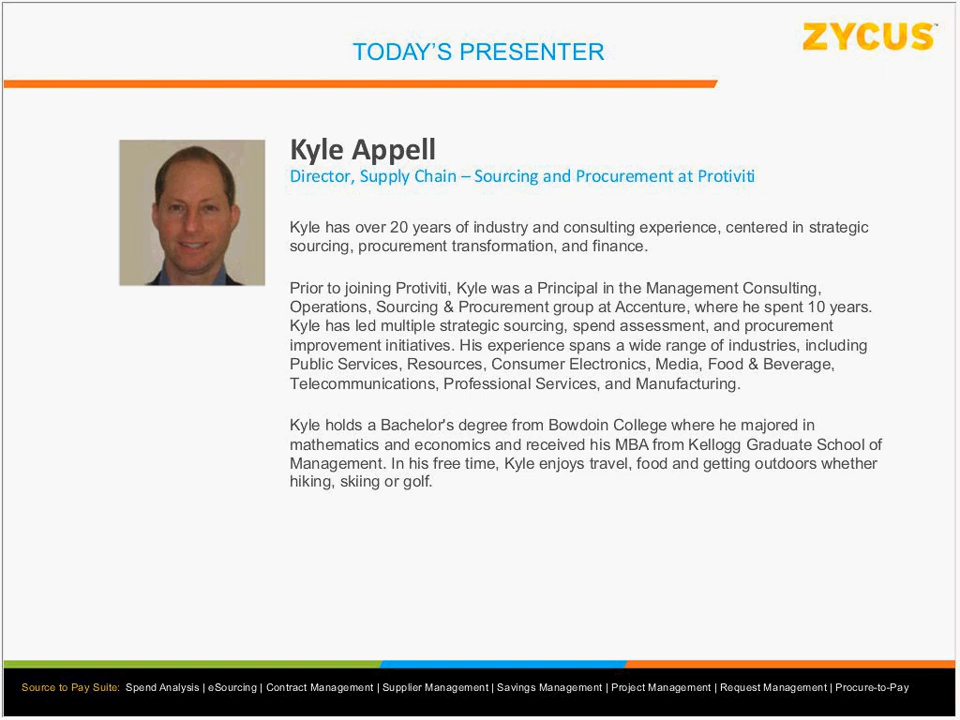 TODAY'S PRESENTER
ZYCUS™
Kyle Appell
Director, Supply Chain – Sourcing and Procurement at Protiviti
Kyle has over 20 years of industry and consulting experience, centered in strategic
sourcing, procurement transformation, and finance.
Prior to joining Protiviti, Kyle was a Principal in the Management Consulting,
Operations, Sourcing & Procurement group at Accenture, where he spent 10 years.
Kyle has led multiple strategic sourcing, spend assessment, and procurement
improvement initiatives. His experience spans a wide range of industries, including
Public Services, Resources, Consumer Electronics, Media, Food & Beverage,
Telecommunications, Professional Services, and Manufacturing.
Kyle holds a Bachelor's degree from Bowdoin College where he majored in
mathematics and economics and received his MBA from Kellogg Graduate School of
Management. In his free time, Kyle enjoys travel, food and getting outdoors whether
hiking, skiing or golf.
Source to Pay Suite: Spend Analysis | eSourcing | Contract Management | Supplier Management | Savings Management | Project Management | Request Management | Procure-to-Pay